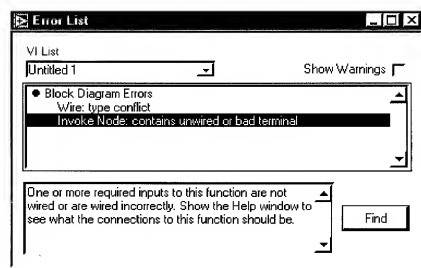 Error List
VI List
Untitled 1
Show Warnings
Block Diagram Errors
Wire: type conflict
Invoke Node: contains unwired or bad terminal
One or more required inputs to this function are not
wired or are wired incorrectly. Show the Help window to
see what the connections to this function should be.
Find